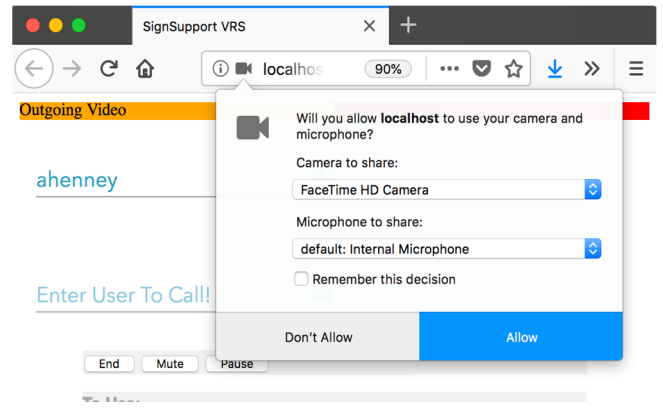 SignSupport VRS
localhos
90%
Outgoing Video
Will you allow localhost to use your camera and
microphone?
Camera to share:
FaceTime HD Camera
ahenney
Microphone to share:
default: Internal Microphone
Remember this decision
Enter User To Call!
Don't Allow
Allow
End
Mute
Pause